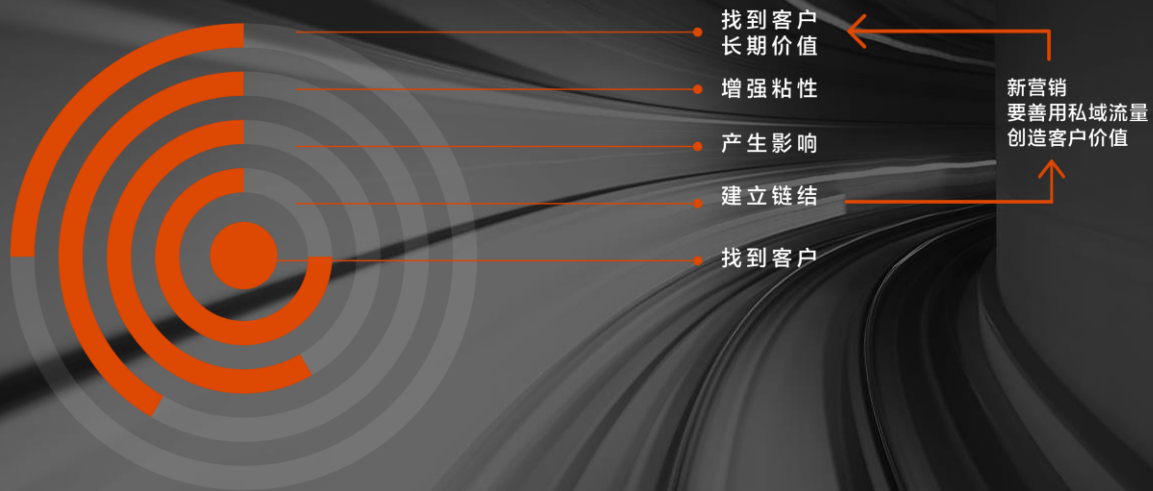 找到客户
长期价值
增强粘性
产生影响
建立链结
找到客户
新营销
要善用私域流量
创造客户价值